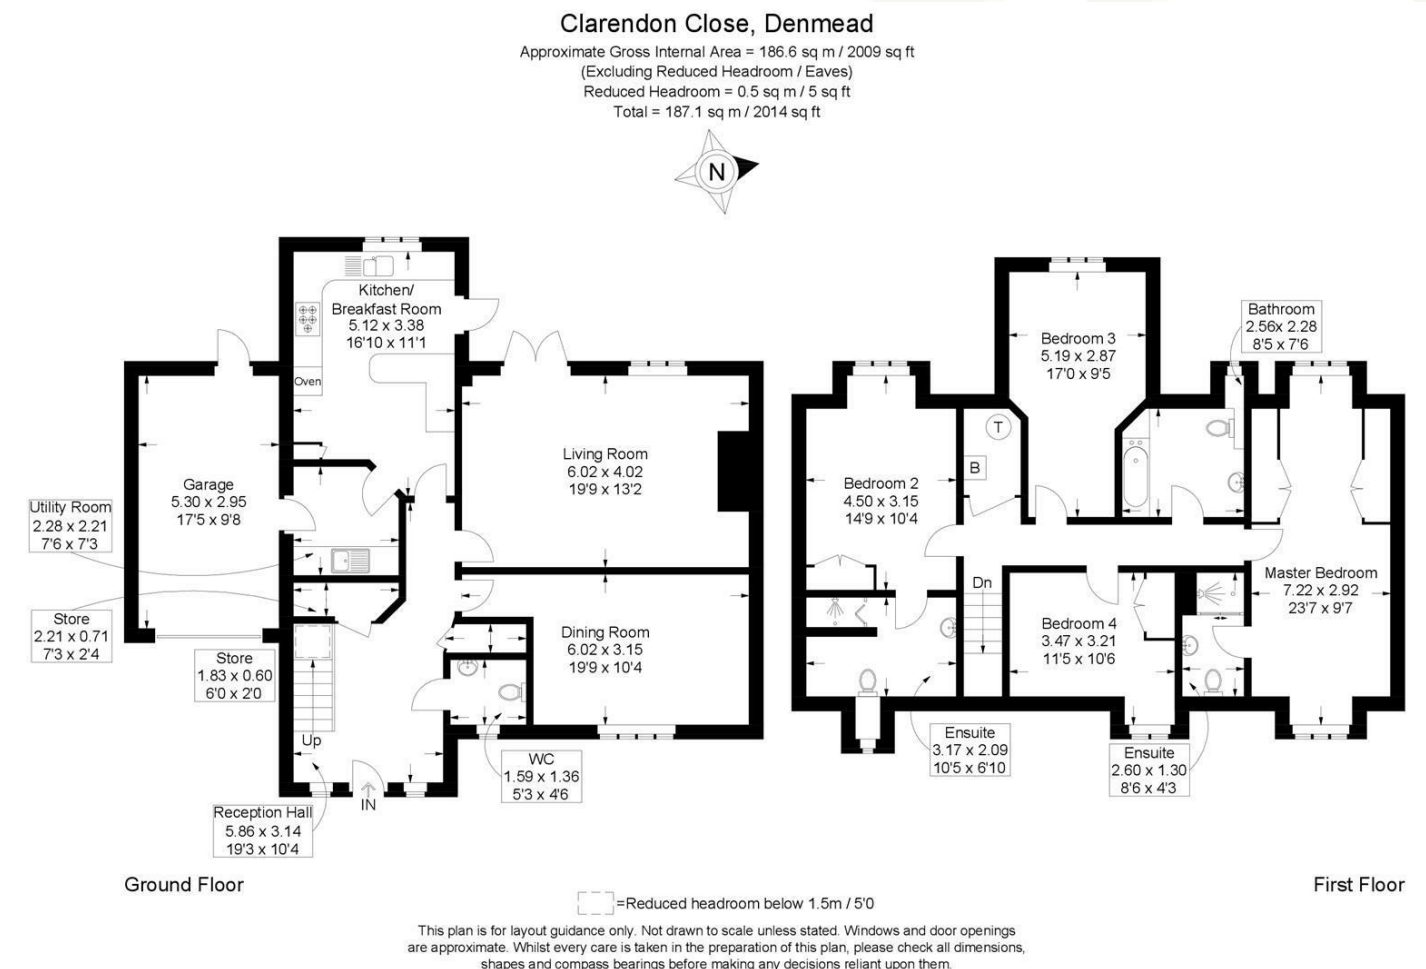 Clarendon Close, Denmead
Approximate Gross Internal Area = 186.6 sq m / 2009 sq ft
(Excluding Reduced Headroom / Eaves)
Reduced Headroom = 0.5 sq m / 5 sq ft
Total = 187.1 sq m / 2014 sq ft
N
Kitchen/
Breakfast Room
5.12 x 3.38
16'10 x 11'1
Oven
Garage
5.30 x 2.95
17'5 x 9'8
Living Room
6.02 x 4.02
19'9 x 13'2
Utility Room
2.28 x 2.21
7'6 x 7'3
Store
2.21 x 0.71
7'3 x 2'4
Store
1.83 x 0.60
6'0 x 2'0
Dining Room
6.02 x 3.15
19'9 x 10'4
Up
IN
WC
1.59 x 1.36
5'3 x 4'6
Reception Hall
5.86 x 3.14
19'3 x 10'4
Ground Floor
Bedroom 3
5.19 x 2.87
17'0 x 9'5
Bathroom
2.56x 2.28
8'5 x 7'6
T
B
Bedroom 2
4.50 x 3.15
14'9 x 10'4
Dn
Master Bedroom
7.22 x 2.92
23'7 x 9'7
Bedroom 4
3.47 x 3.21
11'5 x 10'6
Ensuite
3.17 x 2.09
10'5 x 6'10
Ensuite
2.60 x 1.30
8'6 x 4'3
First Floor
=Reduced headroom below 1.5m / 5'0
This plan is for layout guidance only. Not drawn to scale unless stated. Windows and door openings
are approximate. Whilst every care is taken in the preparation of this plan, please check all dimensions,
shapes and compass bearings before making any decisions reliant upon them.